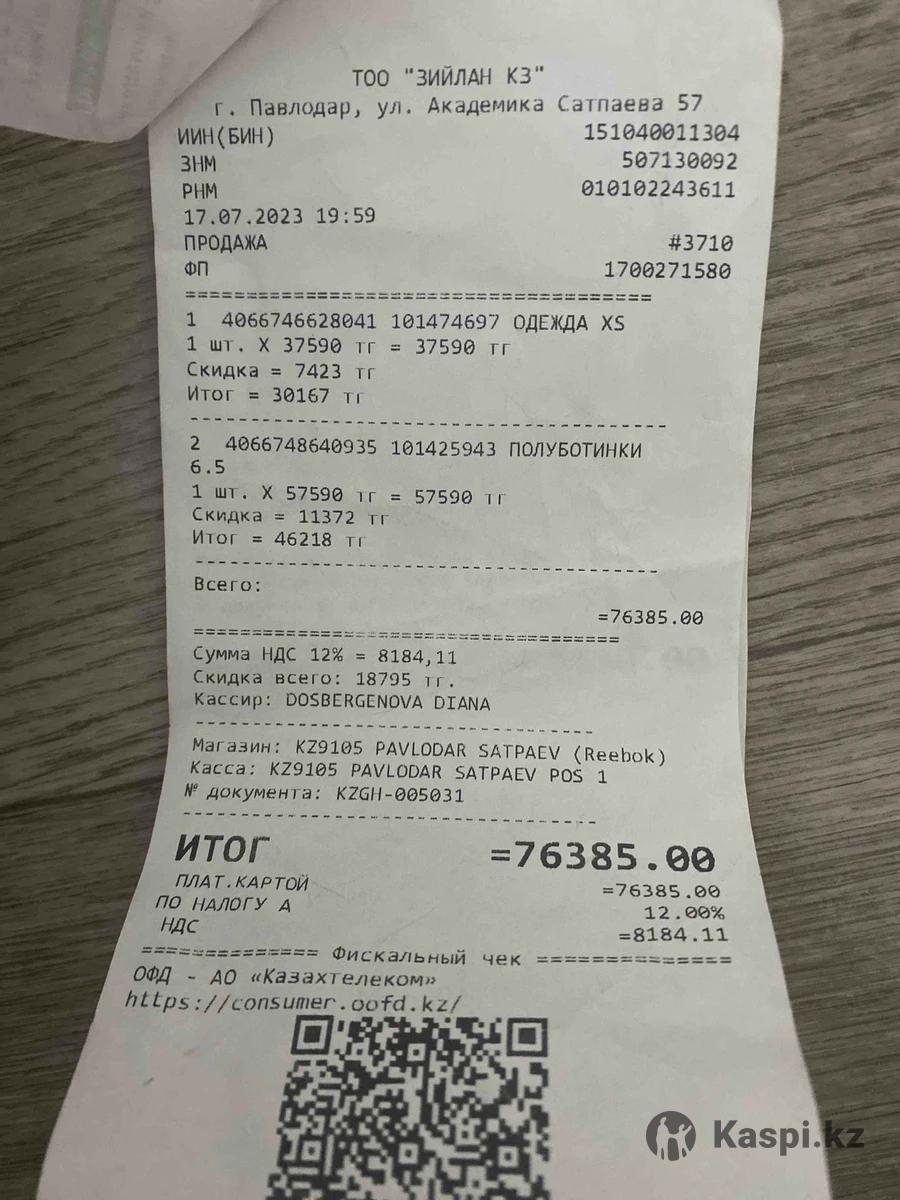 ТОО "ЗИЙЛАН КЗ"
г. Павлодар, ул. Академика Сатпаева 57
ИИН(БИН) 151040011304
ЗНМ 507130092
РНМ 010102243611
17.07.2023 19:59
ПРОДАЖА #3710
ФП 1700271580
=======================================
1 4066746628041 101474697 ОДЕЖДА XS
1 шт. X 37590 тг = 37590 тг
Скидка = 7423 тг
Итог = 30167 тг
---------------------------------------
2 4066748640935 101425943 ПОЛУБОТИНКИ
6.5
1 шт. X 57590 тг = 57590 тг
Скидка = 11372 тг
Итог = 46218 тг
---------------------------------------
Всего:
=76385.00
=======================================
Сумма НДС 12% = 8184,11
Скидка всего: 18795 тг.
Кассир: DOSBERGENOVA DIANA
-----------------------------------
Магазин: KZ9105 PAVLODAR SATPAEV (Reebok)
Касса: KZ9105 PAVLODAR SATPAEV POS 1
№ документа: KZGH-005031
-----------------------------------
ИТОГ =76385.00
ПЛАТ.КАРТОЙ =76385.00
ПО НАЛОГУ А 12.00%
НДС =8184.11
============== Фискальный чек ===============
ОФД - АО «Казахтелеком»
https://consumer.oofd.kz/
Kaspi.kz